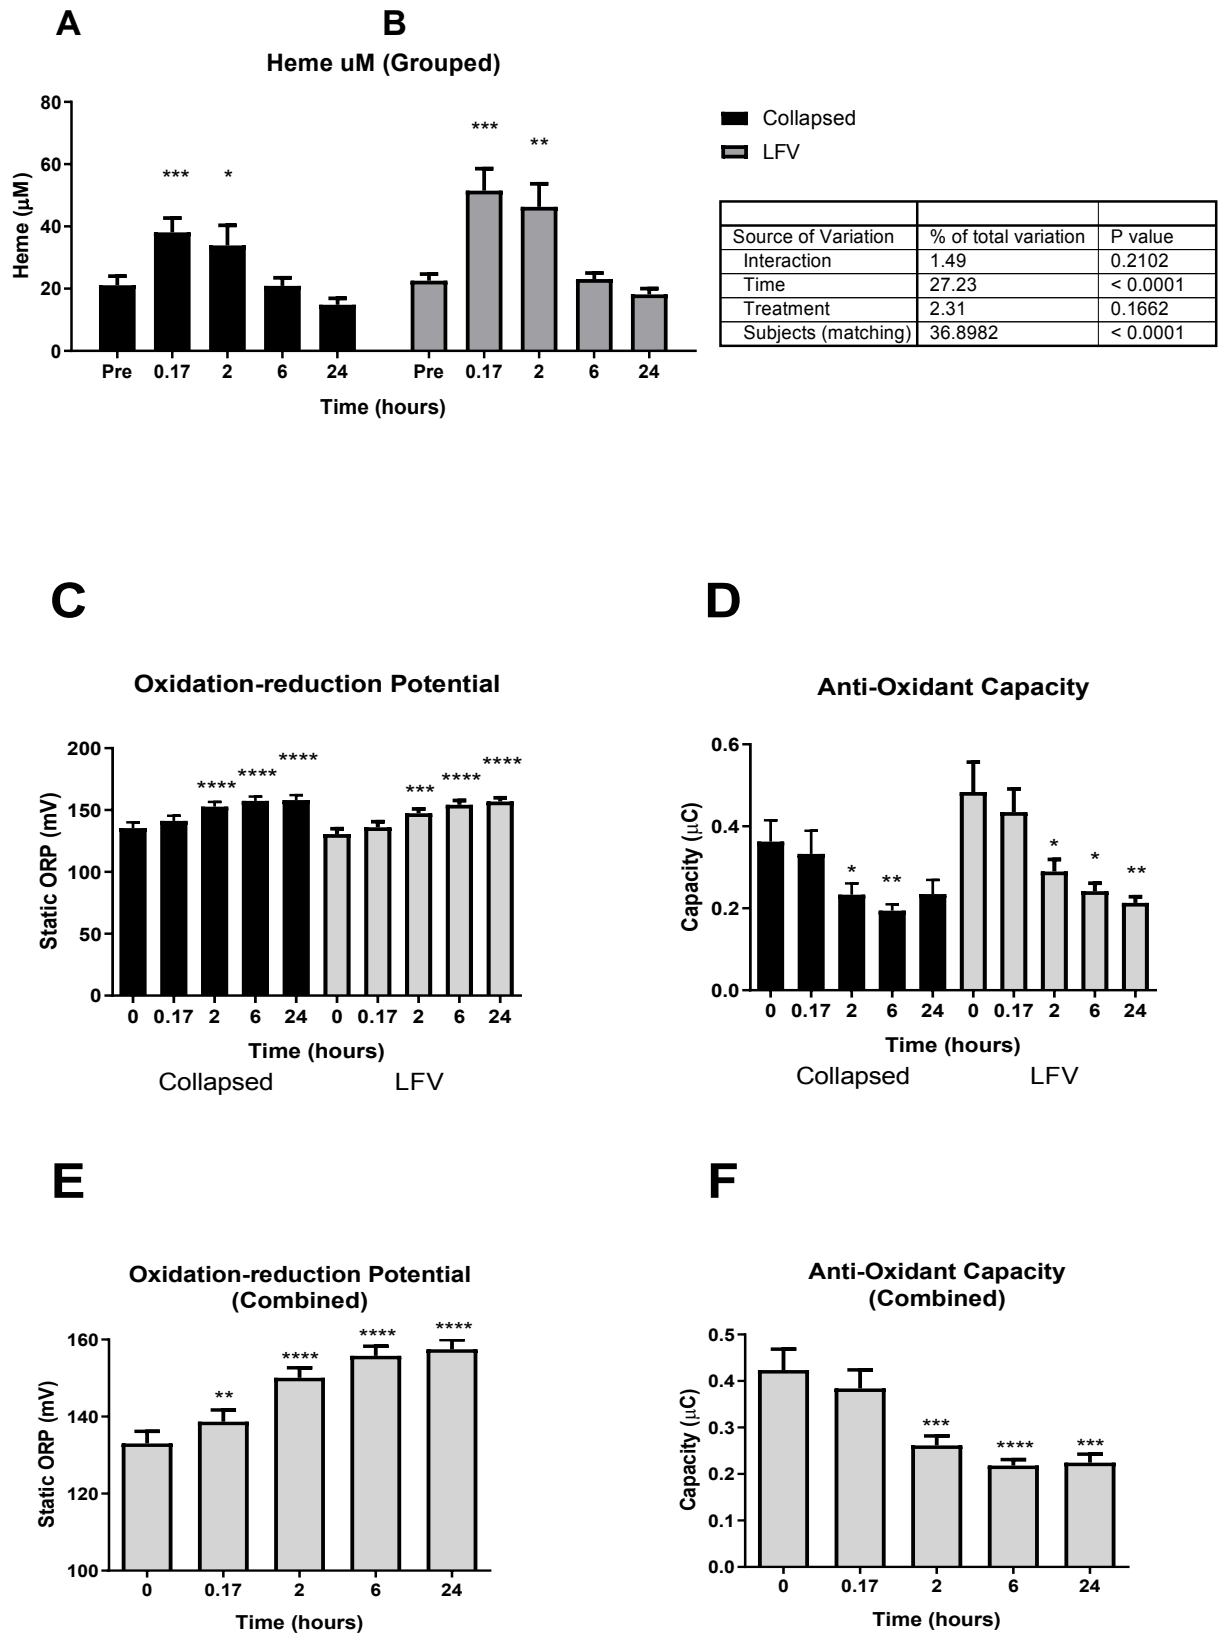 A
B
Heme uM (Grouped)
80
60
40
20
0
Heme (μM)
***
*
***
**
Pre 0.17 2 6 24 Pre 0.17 2 6 24
Time (hours)
Collapsed
LFV
Source of Variation % of total variation P value
Interaction 1.49 0.2102
Time 27.23 < 0.0001
Treatment 2.31 0.1662
Subjects (matching) 36.8982 < 0.0001
C
Oxidation-reduction Potential
200
150
100
50
0
Static ORP (mV)
****
****
****
***
****
****
0 0.17 2 6 24 0 0.17 2 6 24
Time (hours)
Collapsed LFV
D
Anti-Oxidant Capacity
0.6
0.4
0.2
0.0
Capacity (μC)
*
**
*
*
**
0 0.17 2 6 24 0 0.17 2 6 24
Time (hours)
Collapsed LFV
E
Oxidation-reduction Potential
(Combined)
160
140
120
100
Static ORP (mV)
**
****
****
****
0 0.17 2 6 24
Time (hours)
F
Anti-Oxidant Capacity
(Combined)
0.5
0.4
0.3
0.2
0.1
0.0
Capacity (μC)
***
****
***
0 0.17 2 6 24
Time (hours)